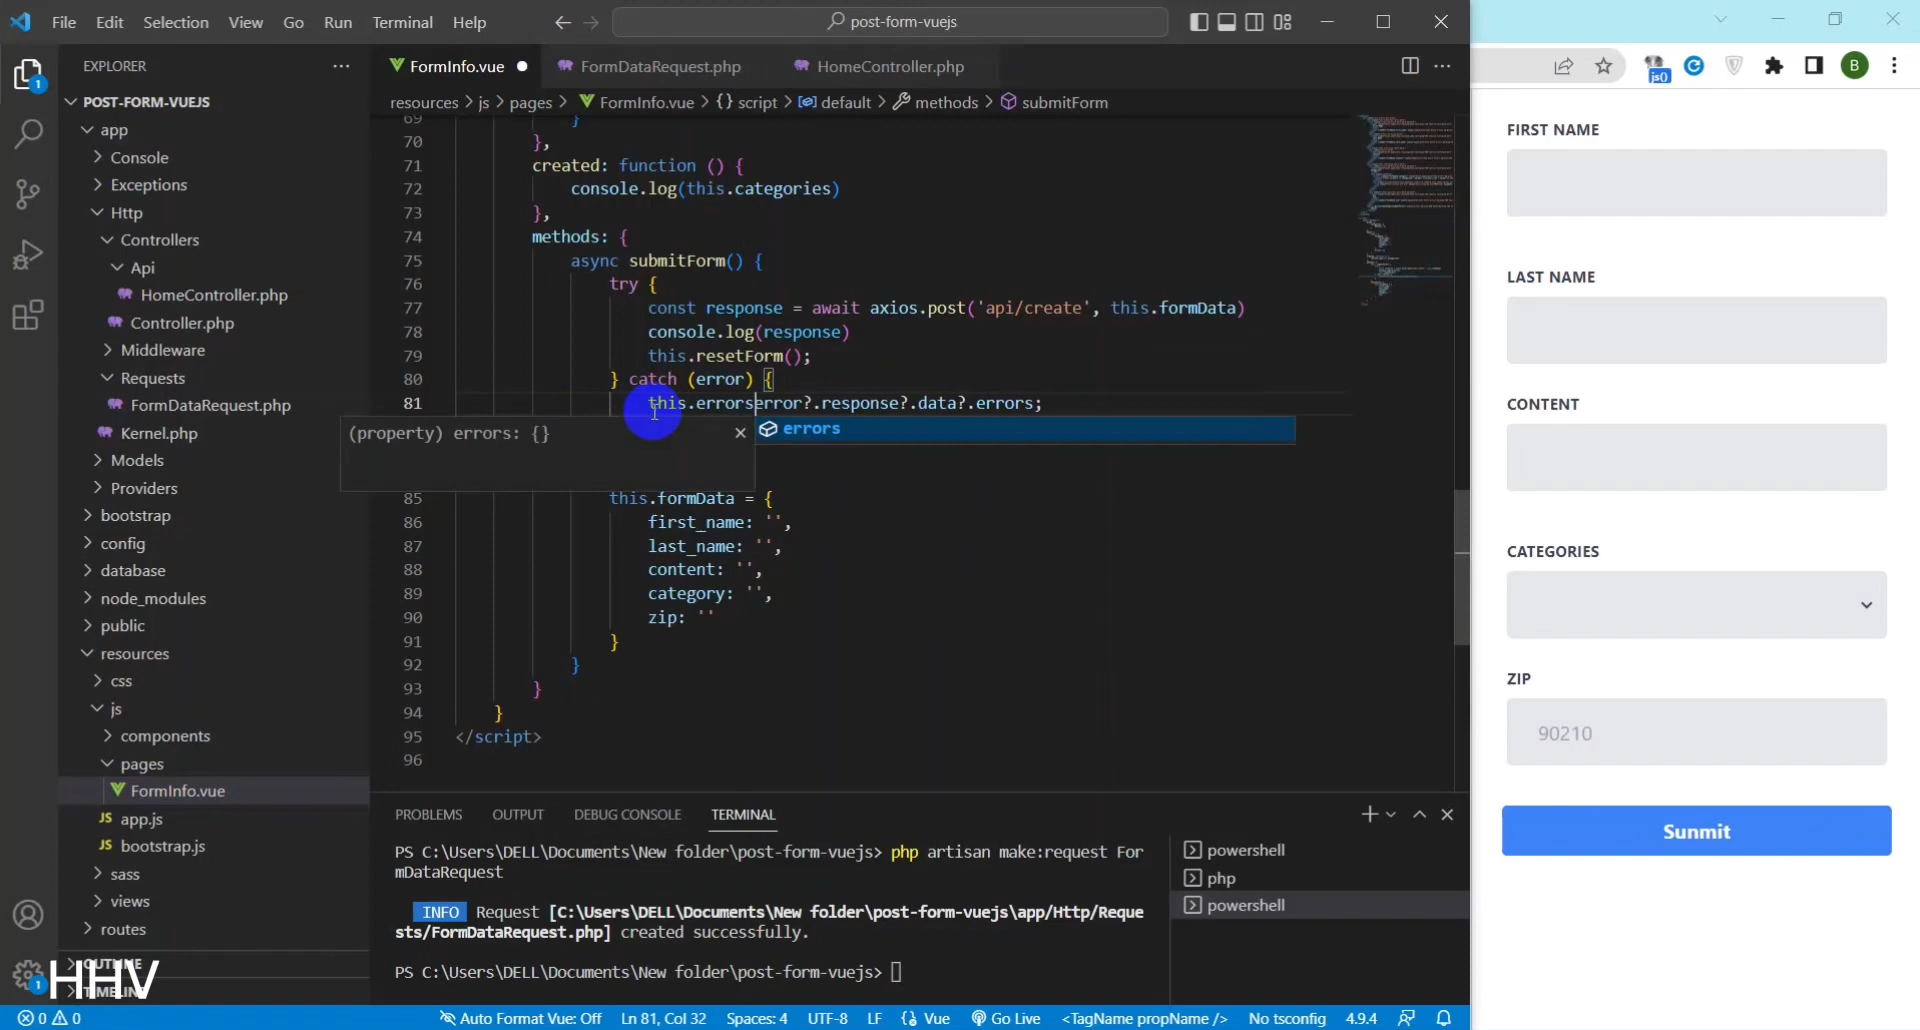 File Edit Selection View Go Run Terminal Help
post-form-vuejs
EXPLORER
POST-FORM-VUEJS
app
Console
Exceptions
Http
Controllers
Api
HomeController.php
Controller.php
Middleware
Requests
FormDataRequest.php
Kernel.php
Models
Providers
bootstrap
config
database
node_modules
public
resources
css
js
components
pages
FormInfo.vue
JS app.js
JS bootstrap.js
sass
views
routes
OUTLINE
HHV
1
1
FormInfo.vue FormDataRequest.php HomeController.php
resources > js > pages > FormInfo.vue > {} script > default > methods > submitForm
69 }
70 },
71 created: function () {
72 console.log(this.categories)
73 },
74 methods: {
75 async submitForm() {
76 try {
77 const response = await axios.post('api/create', this.formData)
78 console.log(response)
79 this.resetForm();
80 } catch (error) {
81 this.errorserror?.response?.data?.errors;
(property) errors: {}
errors
85 this.formData = {
86 first_name: '',
87 last_name: '',
88 content: '',
89 category: '',
90 zip: ''
91 }
92 }
93 }
94 }
95 </script>
96
PROBLEMS OUTPUT DEBUG CONSOLE TERMINAL
PS C:\Users\DELL\Documents\New folder\post-form-vuejs> php artisan make:request For
mDataRequest
INFO Request [C:\Users\DELL\Documents\New folder\post-form-vuejs\app/Http/Reque
sts/FormDataRequest.php] created successfully.
PS C:\Users\DELL\Documents\New folder\post-form-vuejs>
powershell
php
powershell
0 0 Auto Format Vue: Off Ln 81, Col 32 Spaces: 4 UTF-8 LF {} Vue Go Live <TagName propName /> No tsconfig 4.9.4
js()
B
FIRST NAME
LAST NAME
CONTENT
CATEGORIES
ZIP
90210
Sunmit